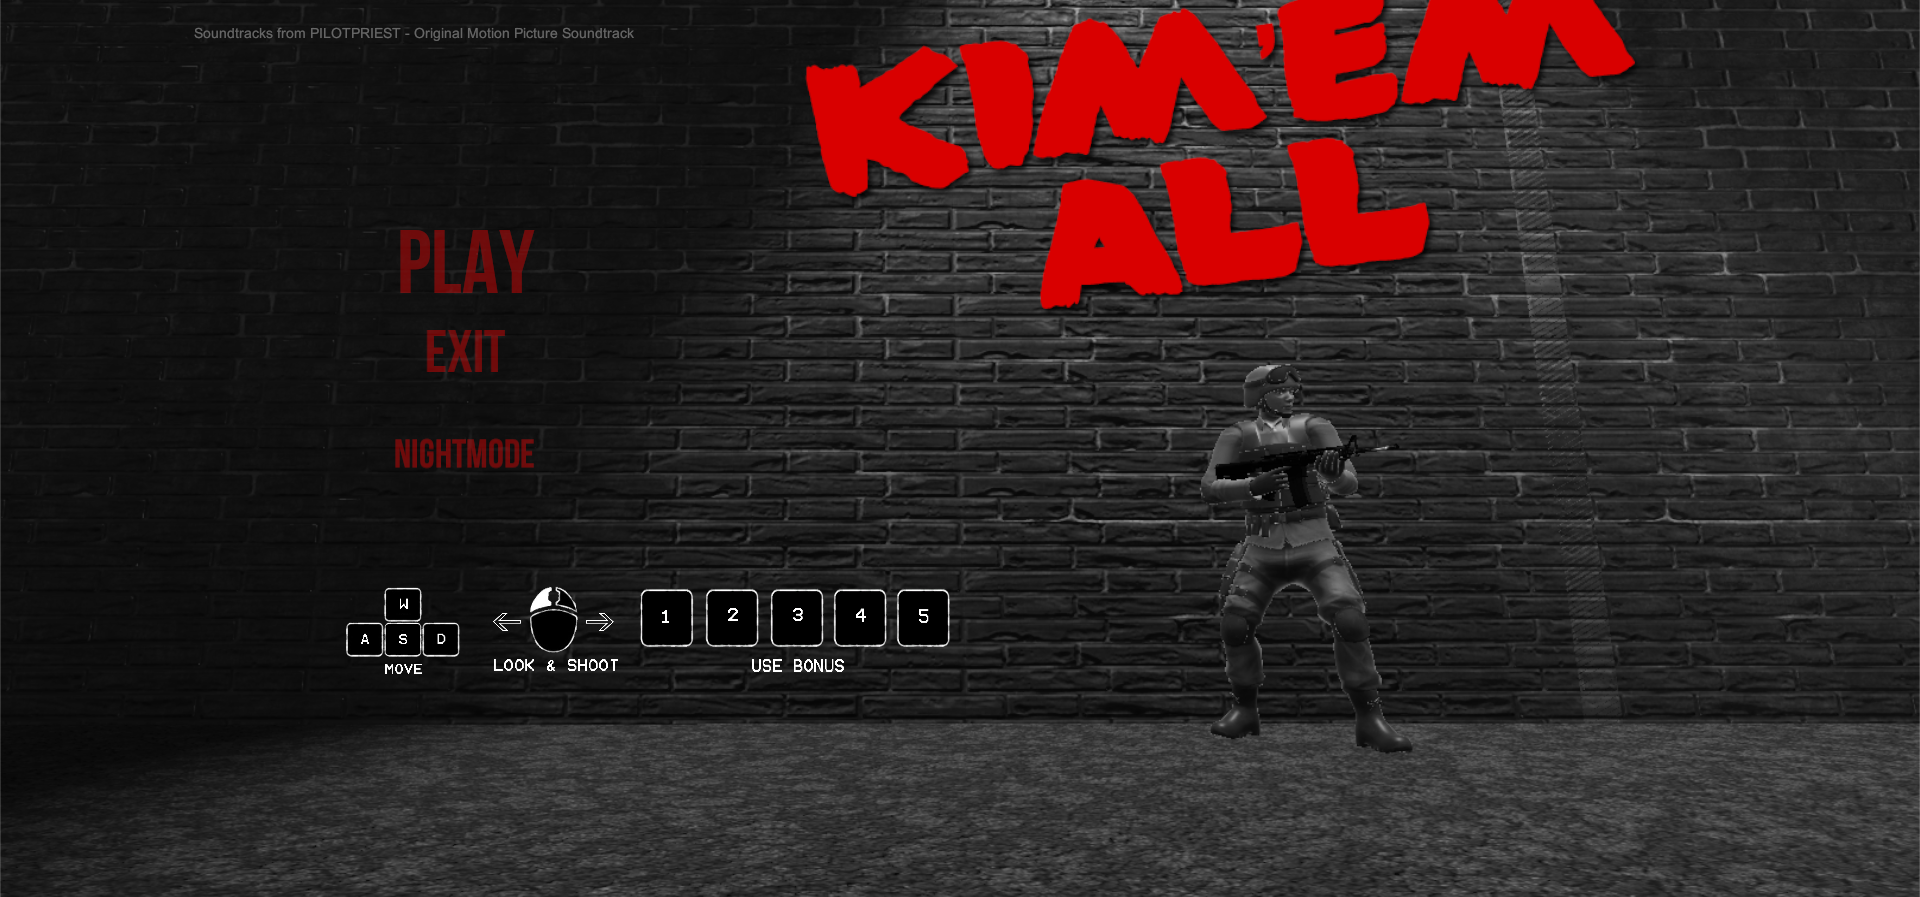 Soundtracks from PILOTPRIEST - Original Motion Picture Soundtrack
KIM'EM
ALL
PLAY
EXIT
NIGHTMODE
W
A S D
MOVE
LOOK & SHOOT
1 2 3 4 5
USE BONUS